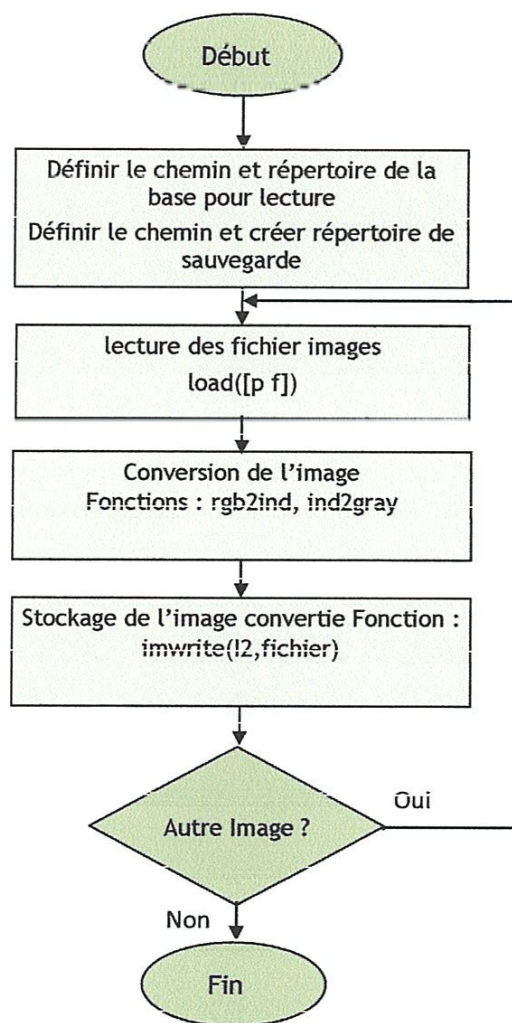 Début
Définir le chemin et répertoire de la
base pour lecture
Définir le chemin et créer répertoire de
sauvegarde
lecture des fichier images
load([p f])
Conversion de l'image
Fonctions : rgb2ind, ind2gray
Stockage de l'image convertie Fonction :
imwrite(I2,fichier)
Autre Image ?
Oui
Non
Fin